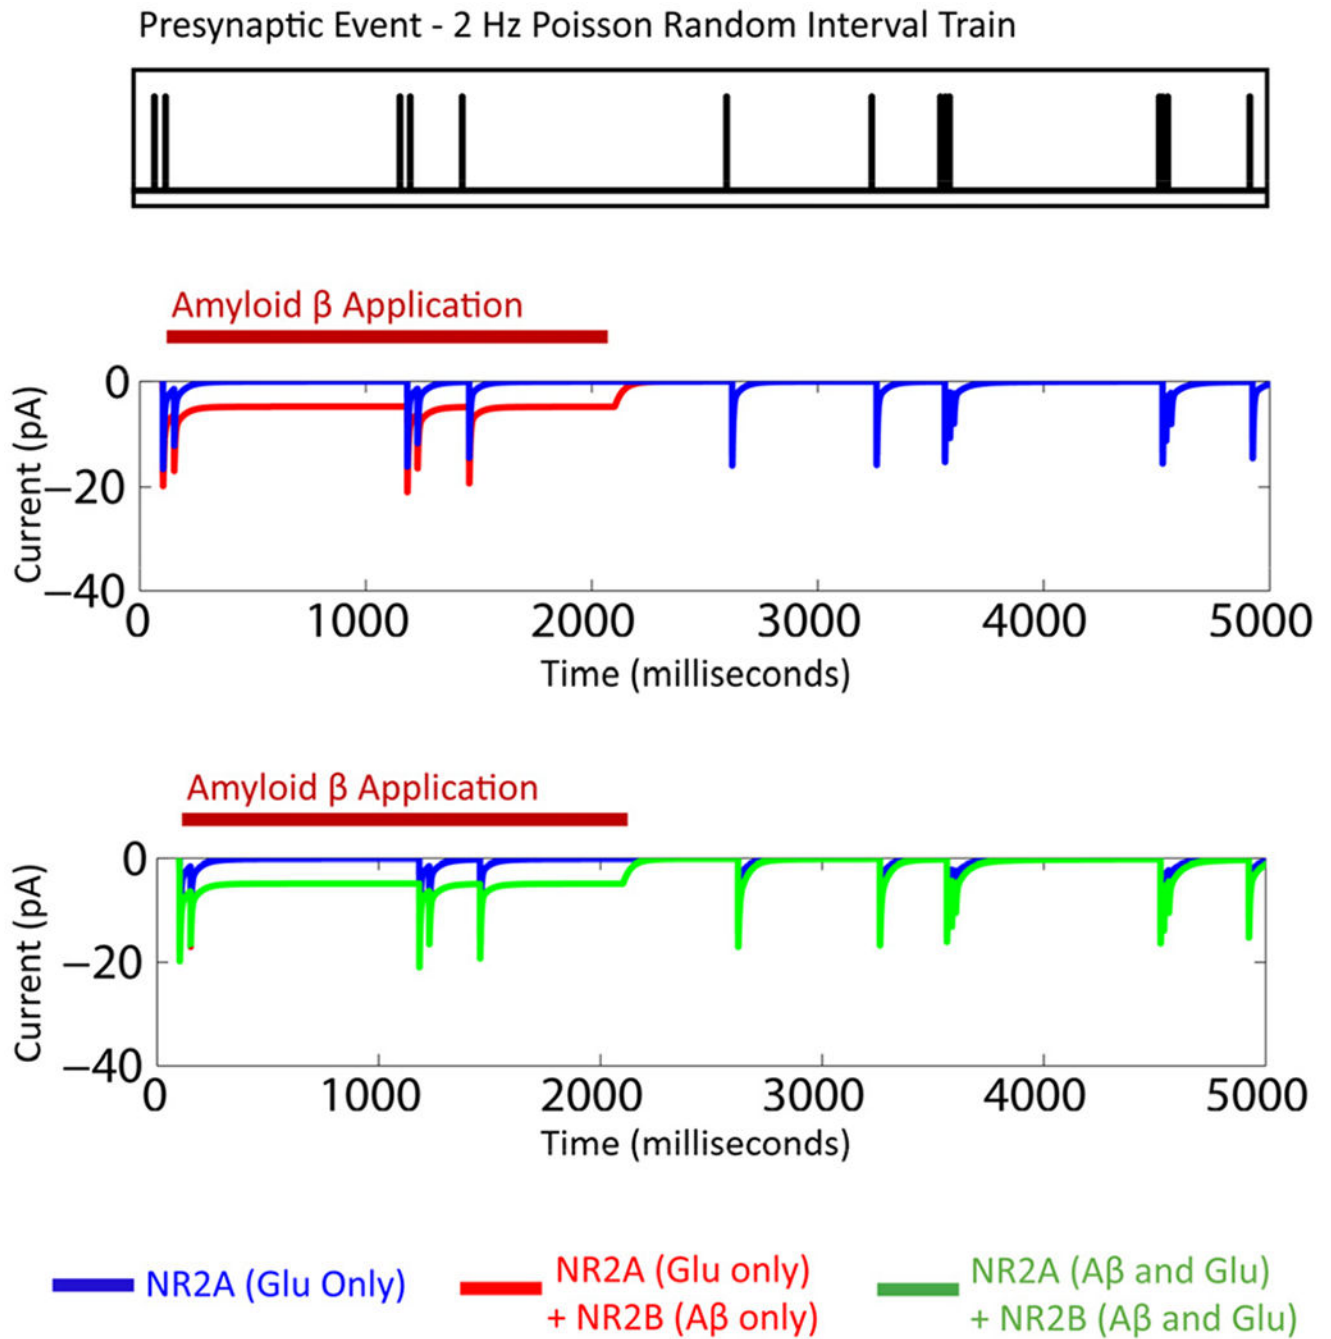 Presynaptic Event - 2 Hz Poisson Random Interval Train
Amyloid β Application
Current (pA)
0
−20
−40
0 1000 2000 3000 4000 5000
Time (milliseconds)
Amyloid β Application
Current (pA)
0
−20
−40
0 1000 2000 3000 4000 5000
Time (milliseconds)
NR2A (Glu Only)
NR2A (Glu only)
+ NR2B (Aβ only)
NR2A (Aβ and Glu)
+ NR2B (Aβ and Glu)